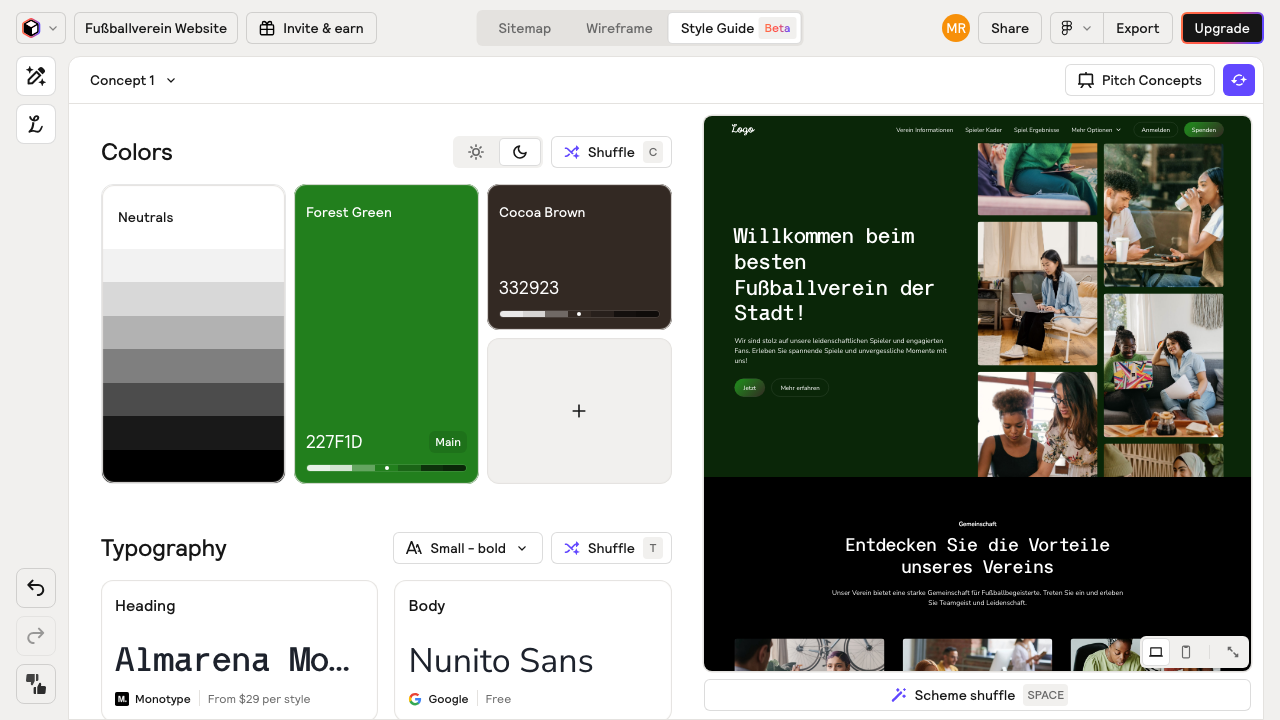 Fußballverein Website
Invite & earn
Sitemap
Wireframe
Style Guide
Beta
MR
Share
Export
Upgrade
Concept 1
Pitch Concepts
Colors
Shuffle
C
Neutrals
Forest Green
227F1D
Main
Cocoa Brown
332923
Typography
Small - bold
Shuffle
T
Heading
Almarena Mo...
M.
Monotype
From $29 per style
Body
Nunito Sans
Google
Free
Logo
Verein Informationen
Spieler Kader
Spiel Ergebnisse
Mehr Optionen
Anmelden
Spenden
Willkommen beim
besten
Fußballverein der
Stadt!
Wir sind stolz auf unsere leidenschaftlichen Spieler und engagierten
Fans. Erleben Sie spannende Spiele und unvergessliche Momente mit
uns!
Jetzt
Mehr erfahren
Gemeinschaft
Entdecken Sie die Vorteile
unseres Vereins
Unser Verein bietet eine starke Gemeinschaft für Fußballbegeisterte. Treten Sie ein und erleben
Sie Teamgeist und Leidenschaft.
Scheme shuffle
SPACE